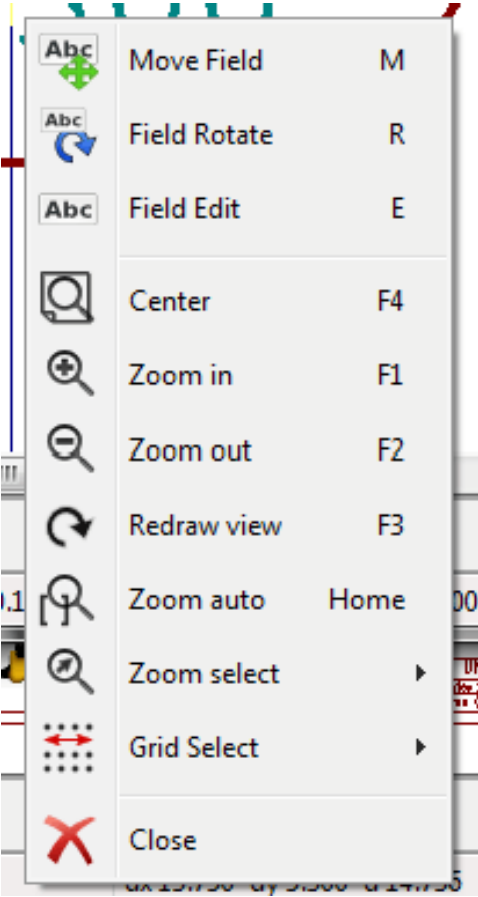 Abc Move Field M
Abc Field Rotate R
Abc Field Edit E
Center F4
Zoom in F1
Zoom out F2
Redraw view F3
Zoom auto Home
Zoom select
Grid Select
Close